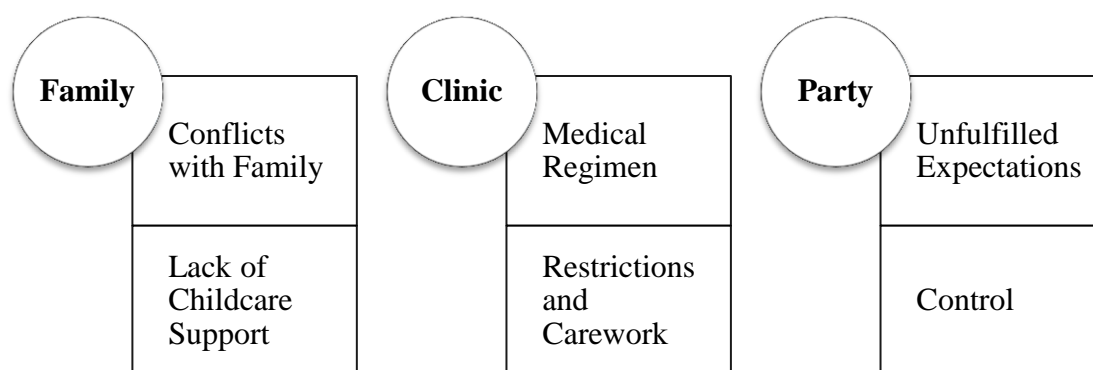 Family
Conflicts
with Family
Lack of
Childcare
Support
Clinic
Medical
Regimen
Restrictions
and
Carework
Party
Unfulfilled
Expectations
Control